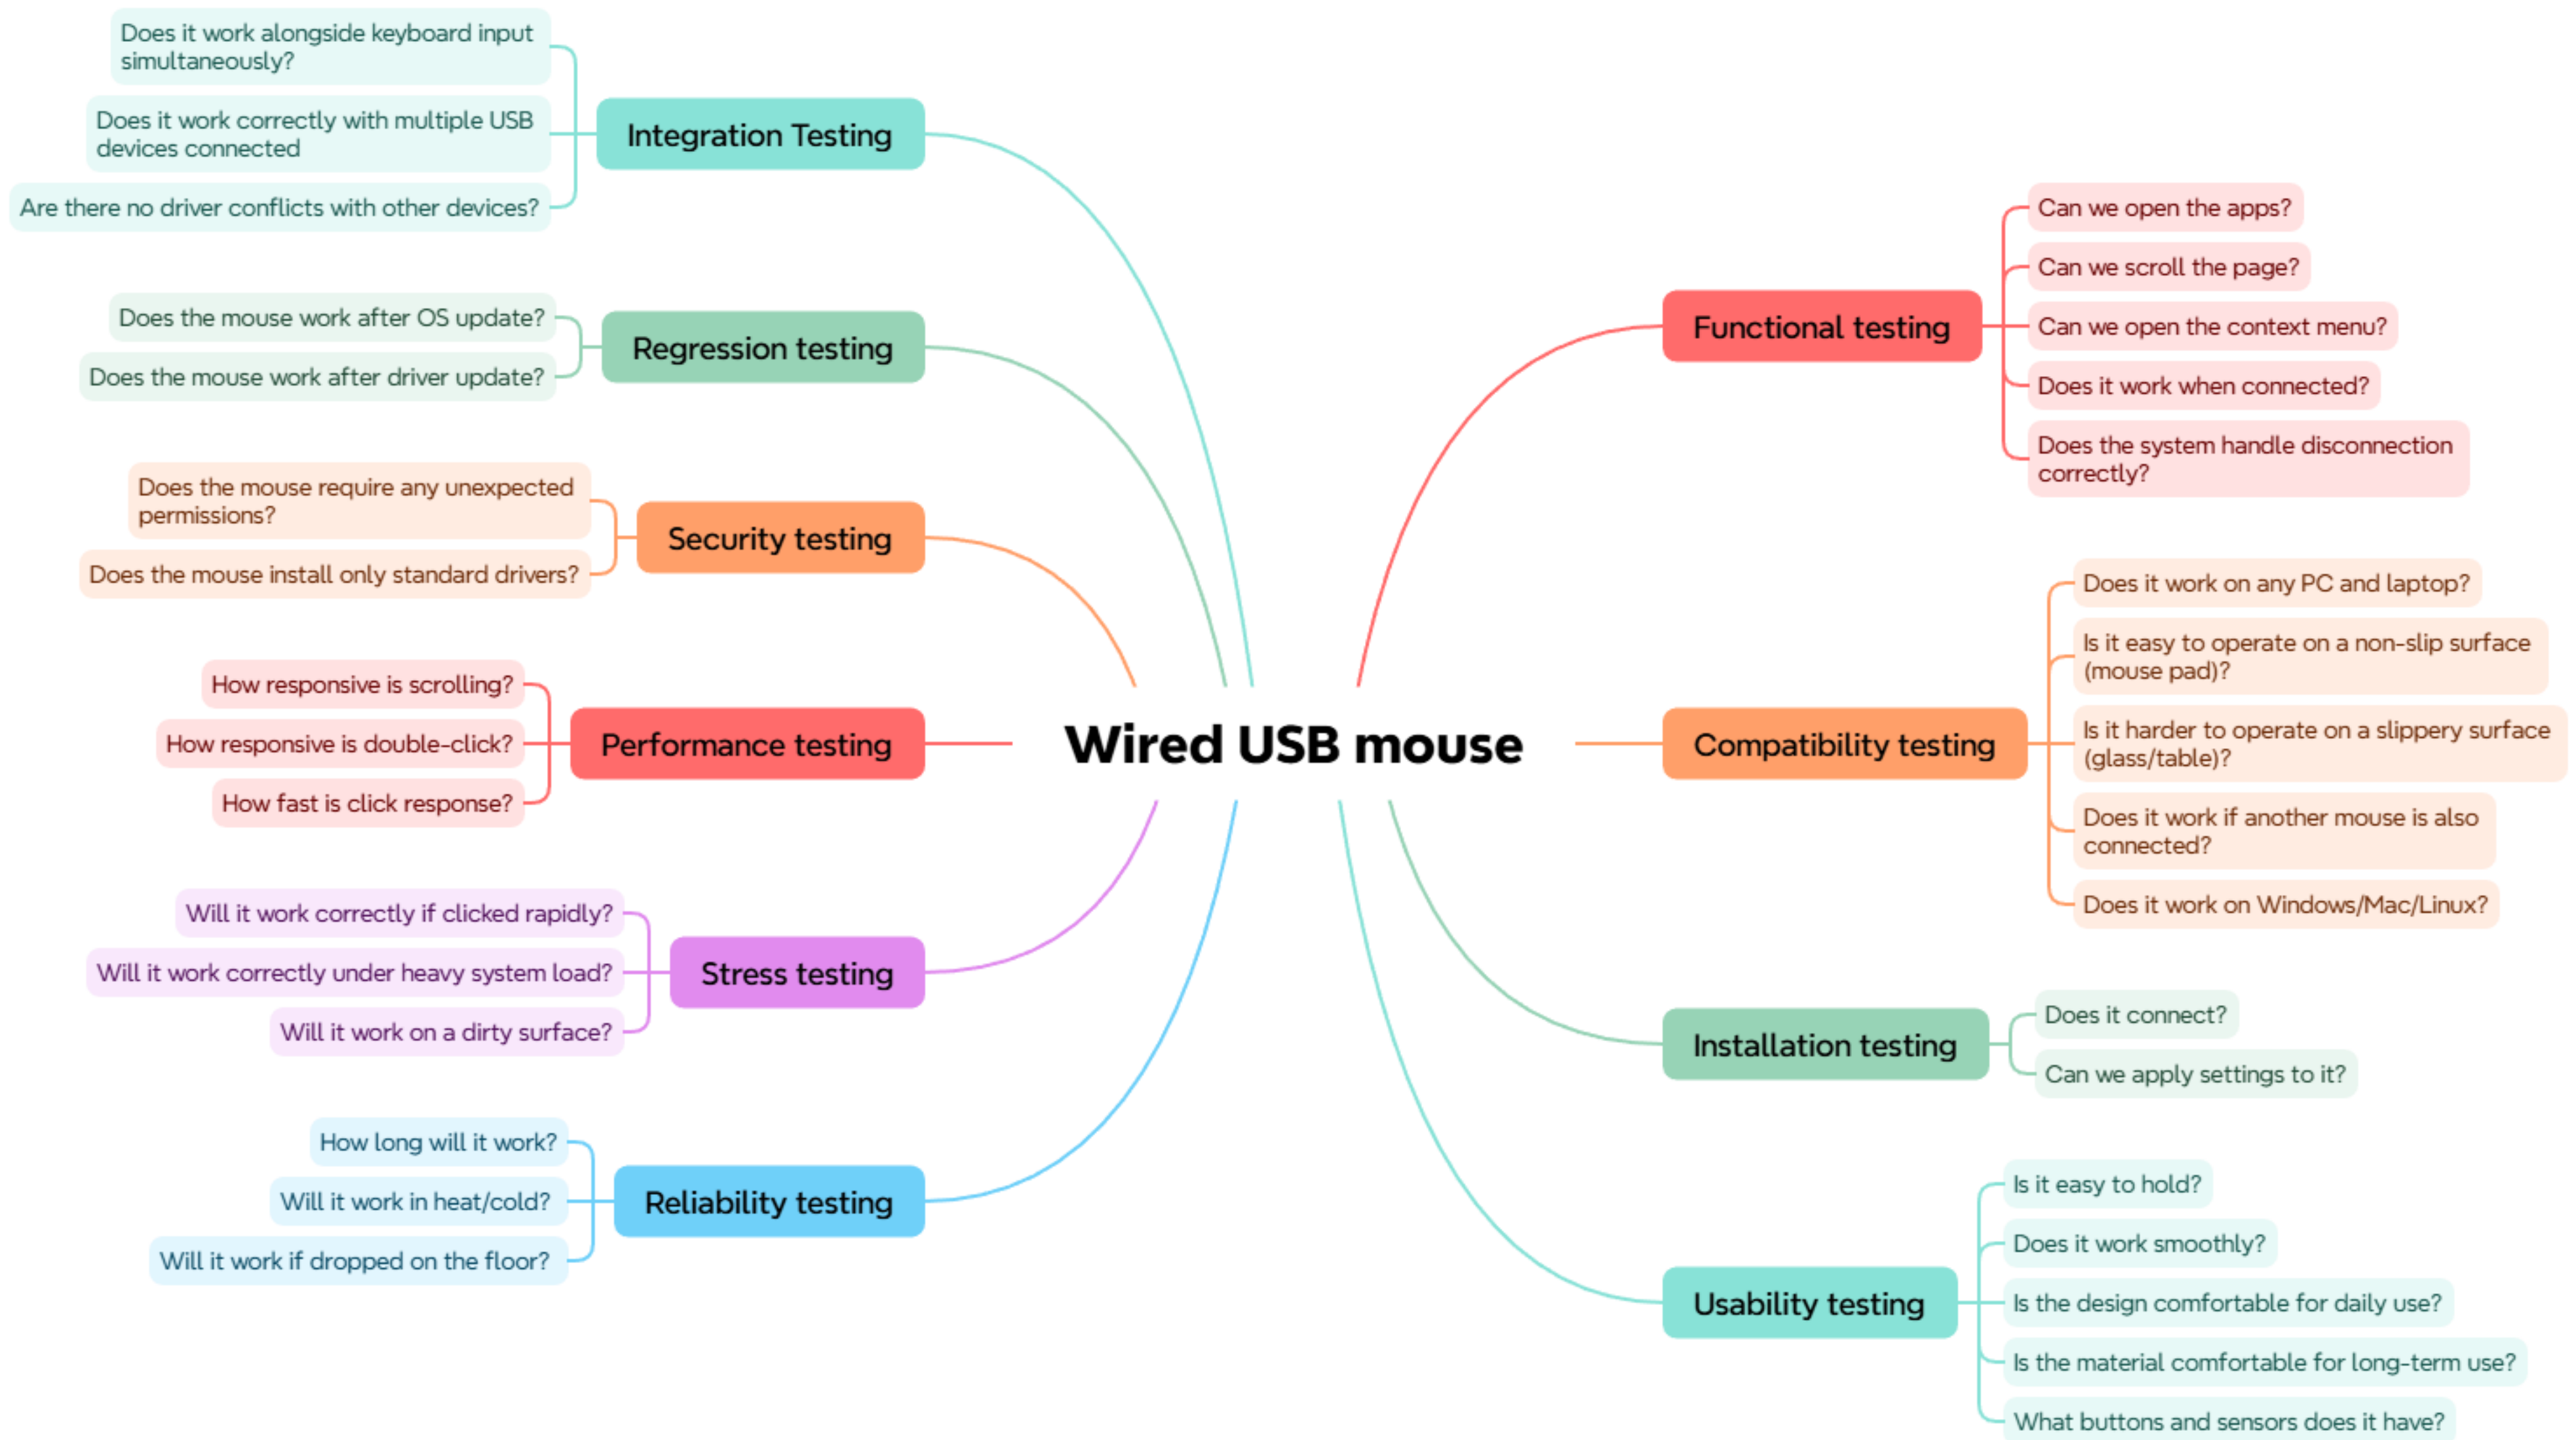 Wired USB mouse
Integration Testing
Does it work alongside keyboard input
simultaneously?
Does it work correctly with multiple USB
devices connected
Are there no driver conflicts with other devices?
Regression testing
Does the mouse work after OS update?
Does the mouse work after driver update?
Security testing
Does the mouse require any unexpected
permissions?
Does the mouse install only standard drivers?
Performance testing
How responsive is scrolling?
How responsive is double-click?
How fast is click response?
Stress testing
Will it work correctly if clicked rapidly?
Will it work correctly under heavy system load?
Will it work on a dirty surface?
Reliability testing
How long will it work?
Will it work in heat/cold?
Will it work if dropped on the floor?
Functional testing
Can we open the apps?
Can we scroll the page?
Can we open the context menu?
Does it work when connected?
Does the system handle disconnection
correctly?
Compatibility testing
Does it work on any PC and laptop?
Is it easy to operate on a non-slip surface
(mouse pad)?
Is it harder to operate on a slippery surface
(glass/table)?
Does it work if another mouse is also
connected?
Does it work on Windows/Mac/Linux?
Installation testing
Does it connect?
Can we apply settings to it?
Usability testing
Is it easy to hold?
Does it work smoothly?
Is the design comfortable for daily use?
Is the material comfortable for long-term use?
What buttons and sensors does it have?